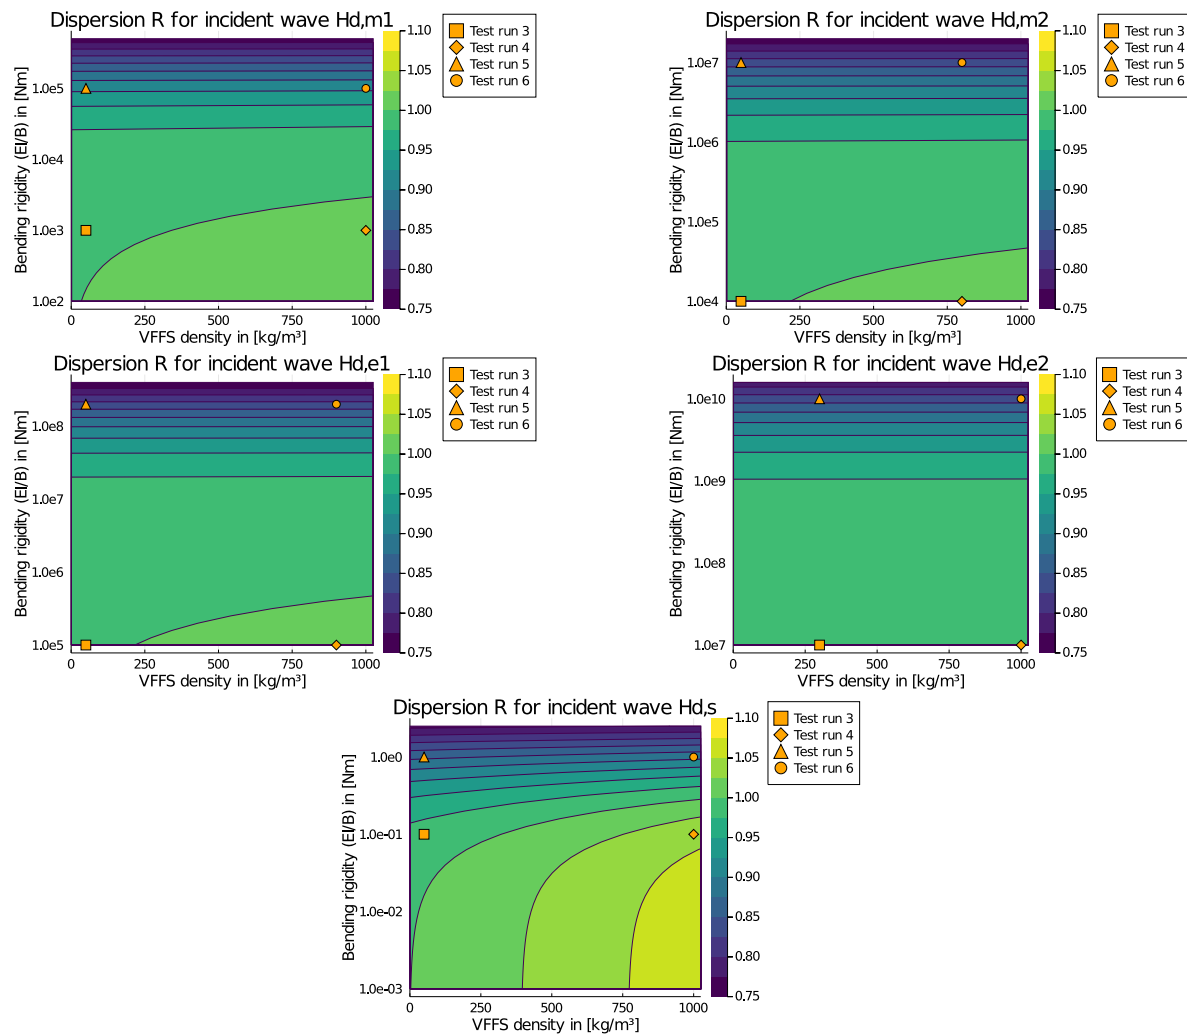 Dispersion R for incident wave Hd,m1
Bending rigidity (EI/B) in [Nm]
1.0e5
1.0e4
1.0e3
1.0e2
0 250 500 750 1000
VFFS density in [kg/m³]
1.10
1.05
1.00
0.95
0.90
0.85
0.80
0.75
Test run 3
Test run 4
Test run 5
Test run 6
Dispersion R for incident wave Hd,m2
Bending rigidity (EI/B) in [Nm]
1.0e7
1.0e6
1.0e5
1.0e4
0 250 500 750 1000
VFFS density in [kg/m³]
1.10
1.05
1.00
0.95
0.90
0.85
0.80
0.75
Test run 3
Test run 4
Test run 5
Test run 6
Dispersion R for incident wave Hd,e1
Bending rigidity (EI/B) in [Nm]
1.0e8
1.0e7
1.0e6
1.0e5
0 250 500 750 1000
VFFS density in [kg/m³]
1.10
1.05
1.00
0.95
0.90
0.85
0.80
0.75
Test run 3
Test run 4
Test run 5
Test run 6
Dispersion R for incident wave Hd,e2
Bending rigidity (EI/B) in [Nm]
1.0e10
1.0e9
1.0e8
1.0e7
0 250 500 750 1000
VFFS density in [kg/m³]
1.10
1.05
1.00
0.95
0.90
0.85
0.80
0.75
Test run 3
Test run 4
Test run 5
Test run 6
Dispersion R for incident wave Hd,s
Bending rigidity (EI/B) in [Nm]
1.0e0
1.0e-01
1.0e-02
1.0e-03
0 250 500 750 1000
VFFS density in [kg/m³]
1.10
1.05
1.00
0.95
0.90
0.85
0.80
0.75
Test run 3
Test run 4
Test run 5
Test run 6